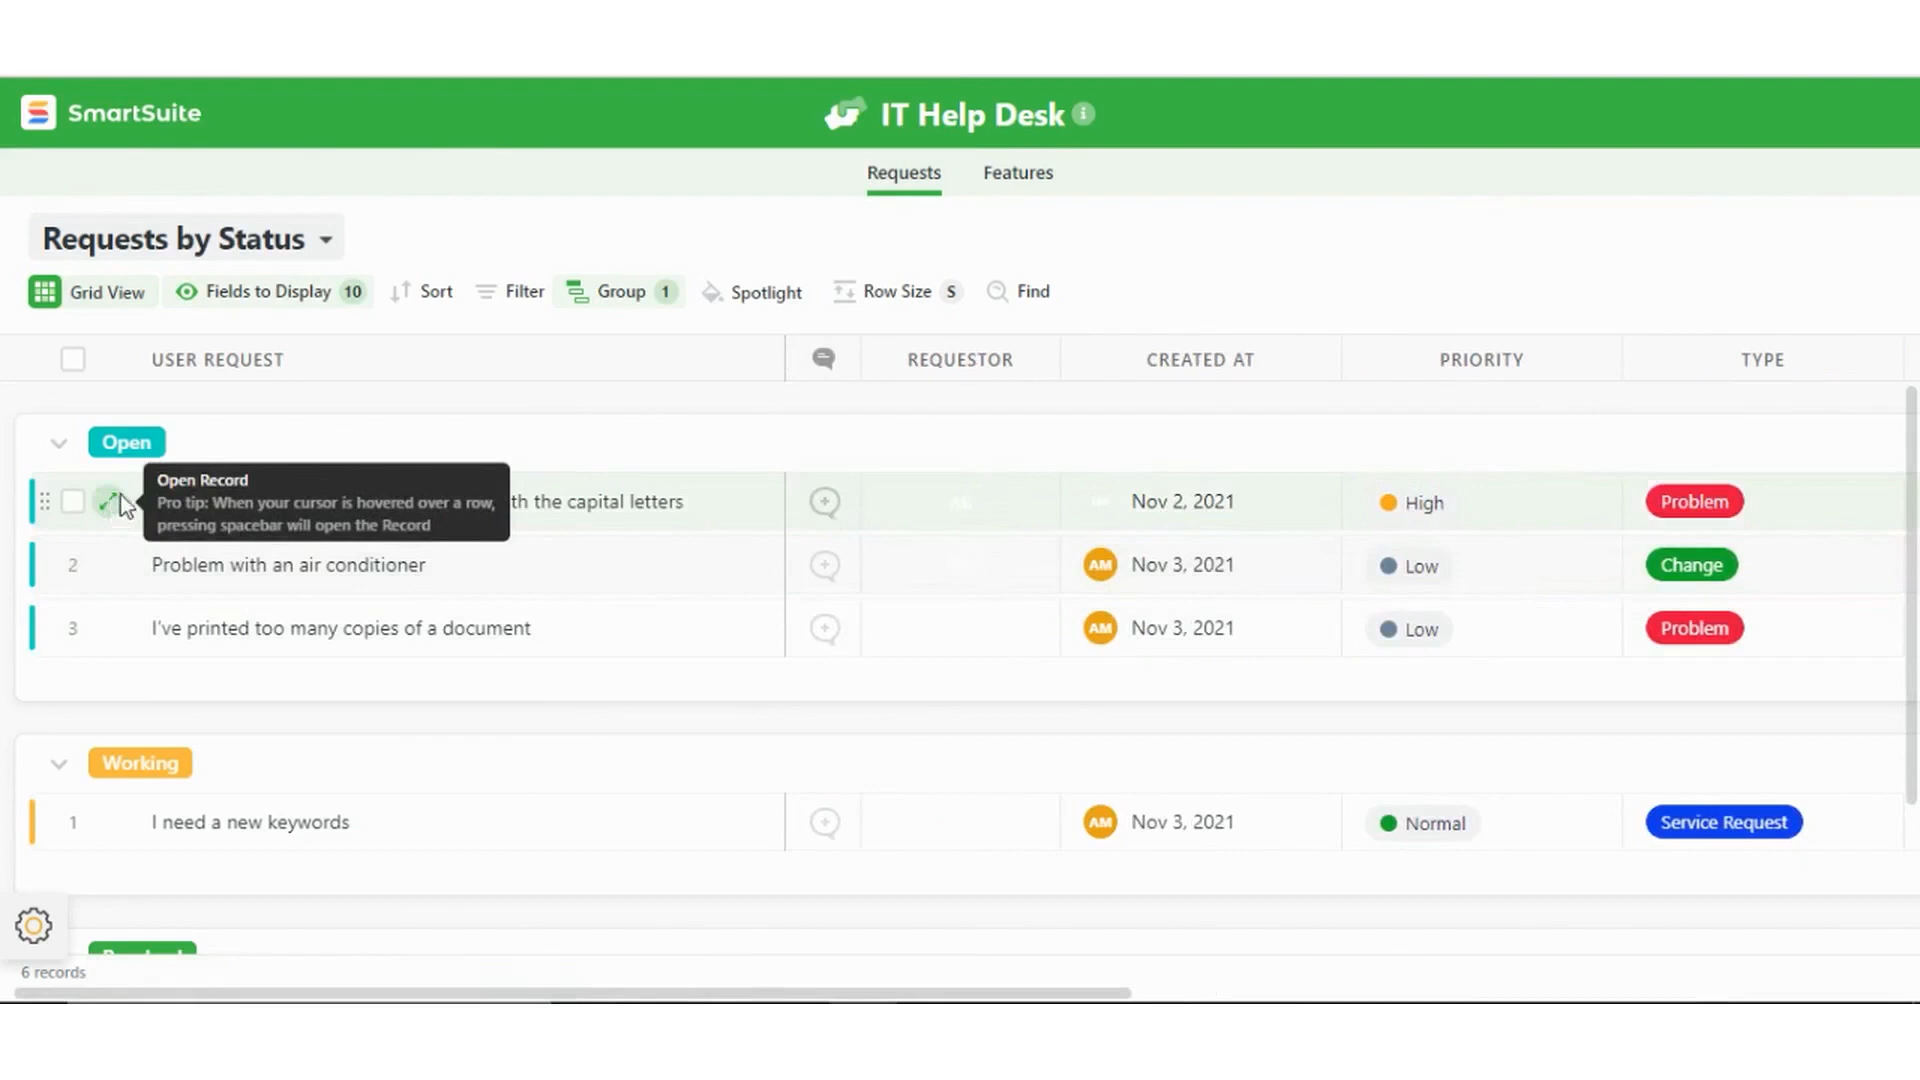 SmartSuite
IT Help Desk
Requests Features
Requests by Status
Grid View Fields to Display 10 Sort Filter Group 1 Spotlight Row Size S Find
USER REQUEST REQUESTOR CREATED AT PRIORITY TYPE
Open
Open Record
Pro tip: When your cursor is hovered over a row,
pressing spacebar will open the Record
the capital letters Nov 2, 2021 High Problem
2 Problem with an air conditioner AM Nov 3, 2021 Low Change
3 I've printed too many copies of a document AM Nov 3, 2021 Low Problem
Working
1 I need a new keywords AM Nov 3, 2021 Normal Service Request
6 records